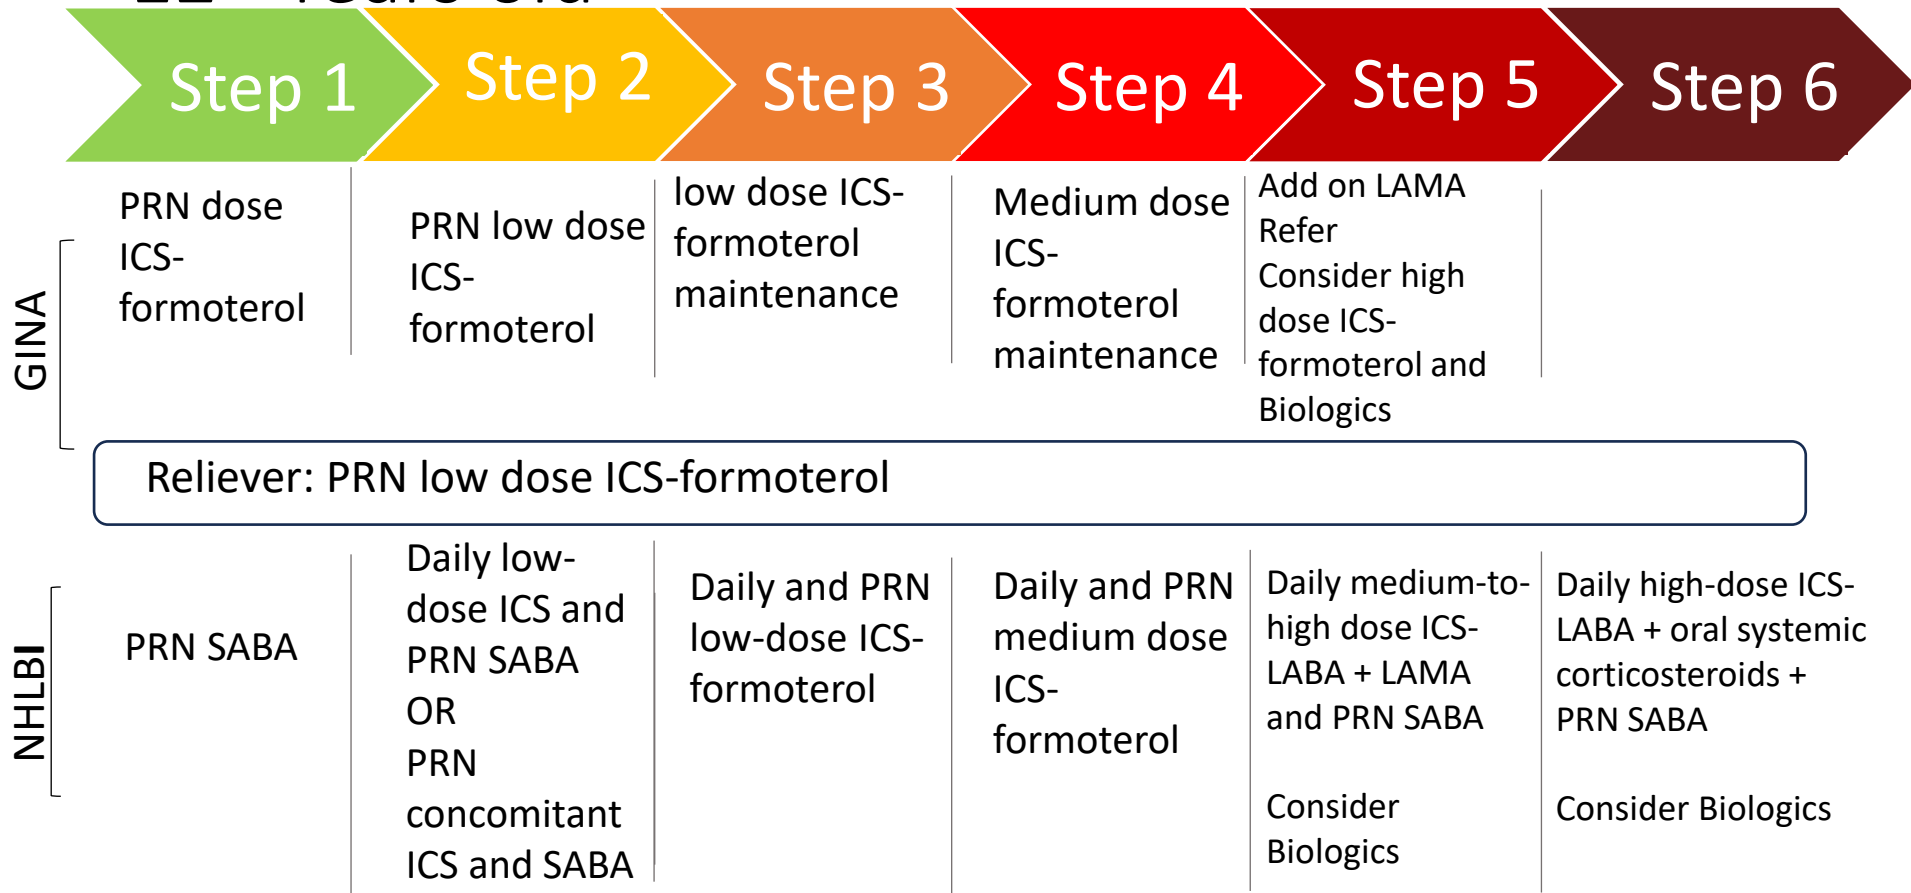 Years Old
Step 1
Step 2
Step 3
Step 4
Step 5
Step 6
GINA
PRN dose
ICS-
formoterol
PRN low dose
ICS-
formoterol
low dose ICS-
formoterol
maintenance
Medium dose
ICS-
formoterol
maintenance
Add on LAMA
Refer
Consider high
dose ICS-
formoterol and
Biologics
Reliever: PRN low dose ICS-formoterol
NHLBI
PRN SABA
Daily low-
dose ICS and
PRN SABA
OR
PRN
concomitant
ICS and SABA
Daily and PRN
low-dose ICS-
formoterol
Daily and PRN
medium dose
ICS-
formoterol
Daily medium-to-
high dose ICS-
LABA + LAMA
and PRN SABA
Consider
Biologics
Daily high-dose ICS-
LABA + oral systemic
corticosteroids +
PRN SABA
Consider Biologics